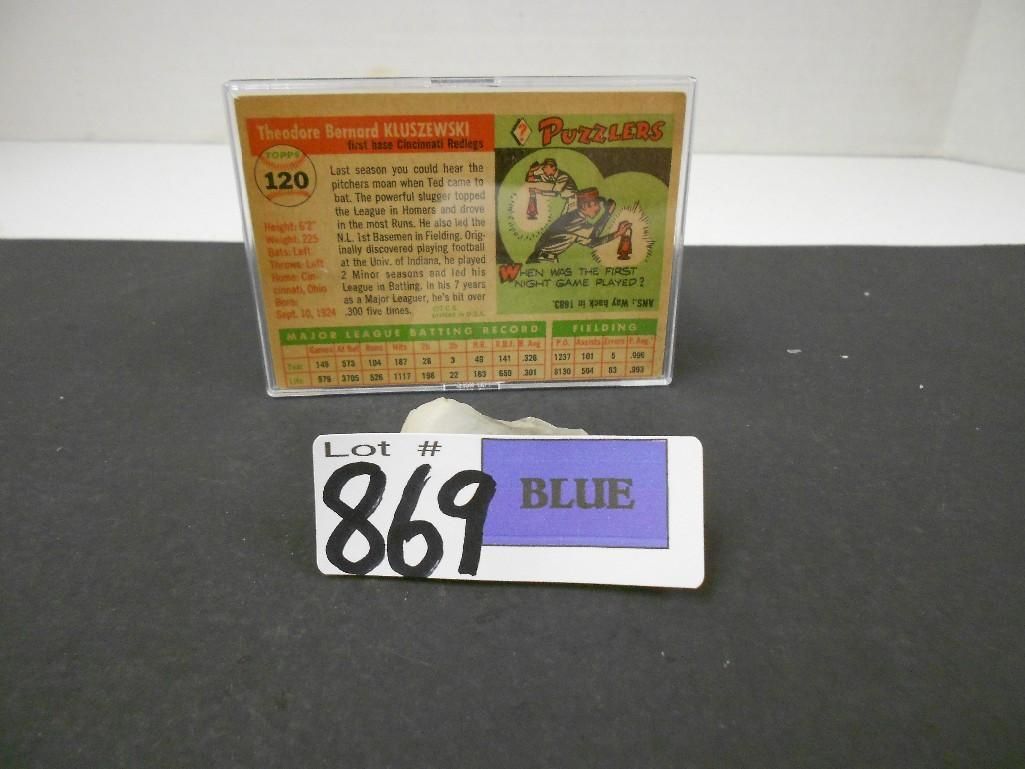 Theodore Bernard KLUSZEWSKI
first base Cincinnati Redlegs
TOPPS
120
Height: 6'2"
Weight: 225
Bats: Left
Throws: Left
Home: Cin-
cinnati, Ohio
Born:
Sept. 10, 1924
Last season you could hear the
pitchers moan when Ted came to
bat. The powerful slugger topped
the League in Homers and drove
in the most Runs. He also led the
N.L. 1st Basemen in Fielding. Orig-
inally discovered playing football
at the Univ. of Indiana, he played
2 Minor seasons and led his
League in Batting. In his 7 years
as a Major Leaguer, he's bit over
.300 five times.
? PUZZLERS
WHEN WAS THE FIRST
NIGHT GAME PLAYED?
ANS.: Way back in 1883.
MAJOR LEAGUE BATTING RECORD FIELDING
Games At Bat Runs Hits 2b 3b H.R. R.B.I. B. Avg. P.O. Assists Errors F. Avg.
Year 149 573 104 187 28 3 49 141 .326 1237 101 5 .996
Life 979 3705 526 1117 198 22 183 650 .301 8130 504 63 .993
Lot #
869
BLUE